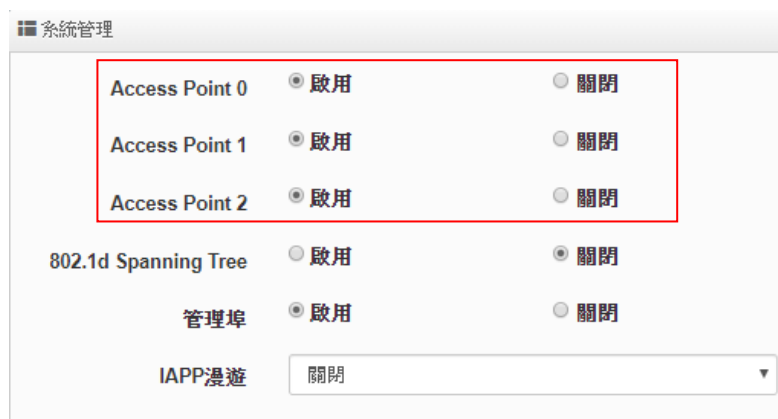 系統管理
Access Point 0 啟用 關閉
Access Point 1 啟用 關閉
Access Point 2 啟用 關閉
802.1d Spanning Tree 啟用 關閉
管理埠 啟用 關閉
IAPP漫遊 關閉